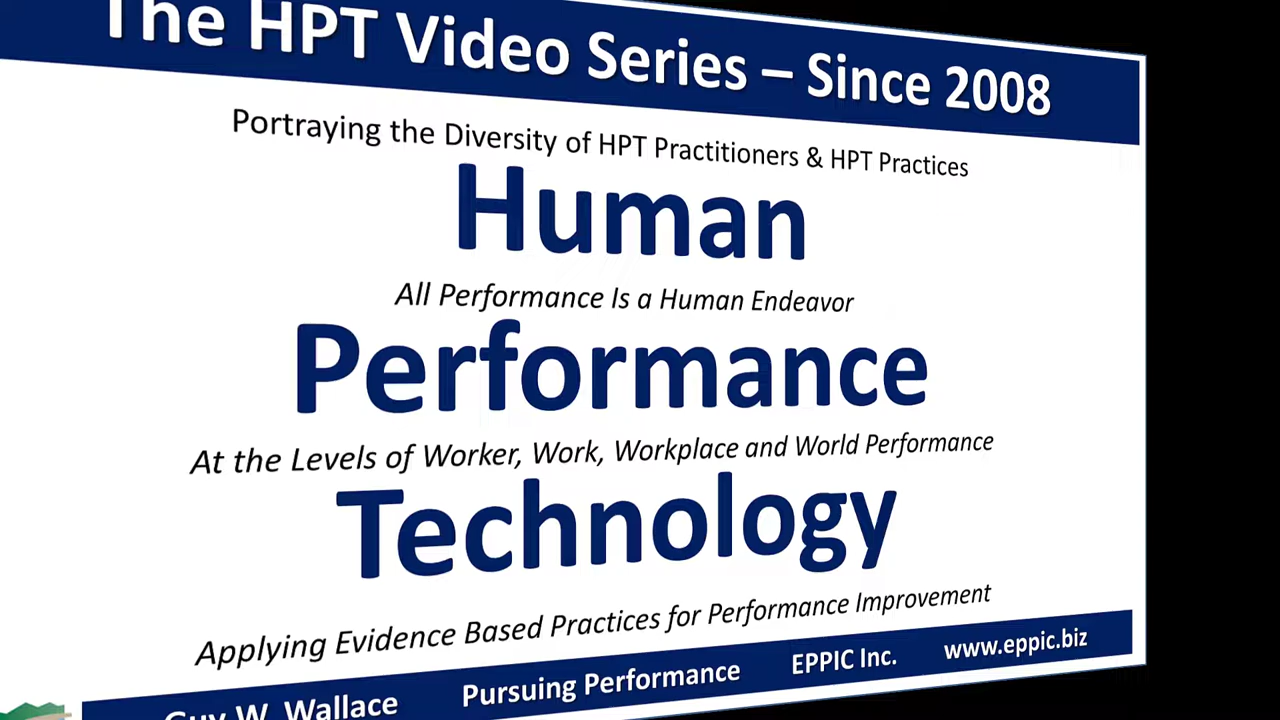 The HPT Video Series – Since 2008
Portraying the Diversity of HPT Practitioners & HPT Practices
Human
All Performance Is a Human Endeavor
Performance
At the Levels of Worker, Work, Workplace and World Performance
Technology
Applying Evidence Based Practices for Performance Improvement
Guy W. Wallace Pursuing Performance EPPIC Inc. www.eppic.biz